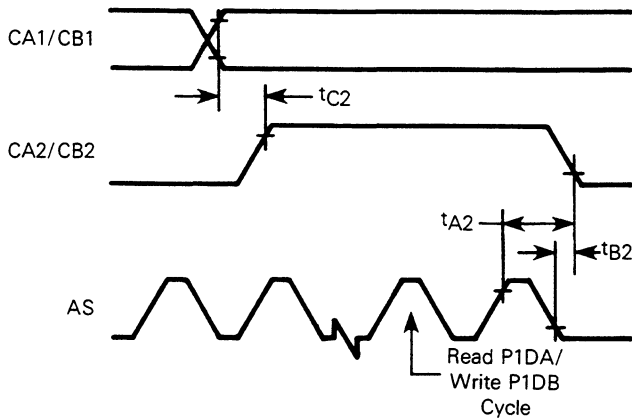 CA1/CB1
tC2
CA2/CB2
tA2
tB2
AS
Read P1DA/
Write P1DB
Cycle